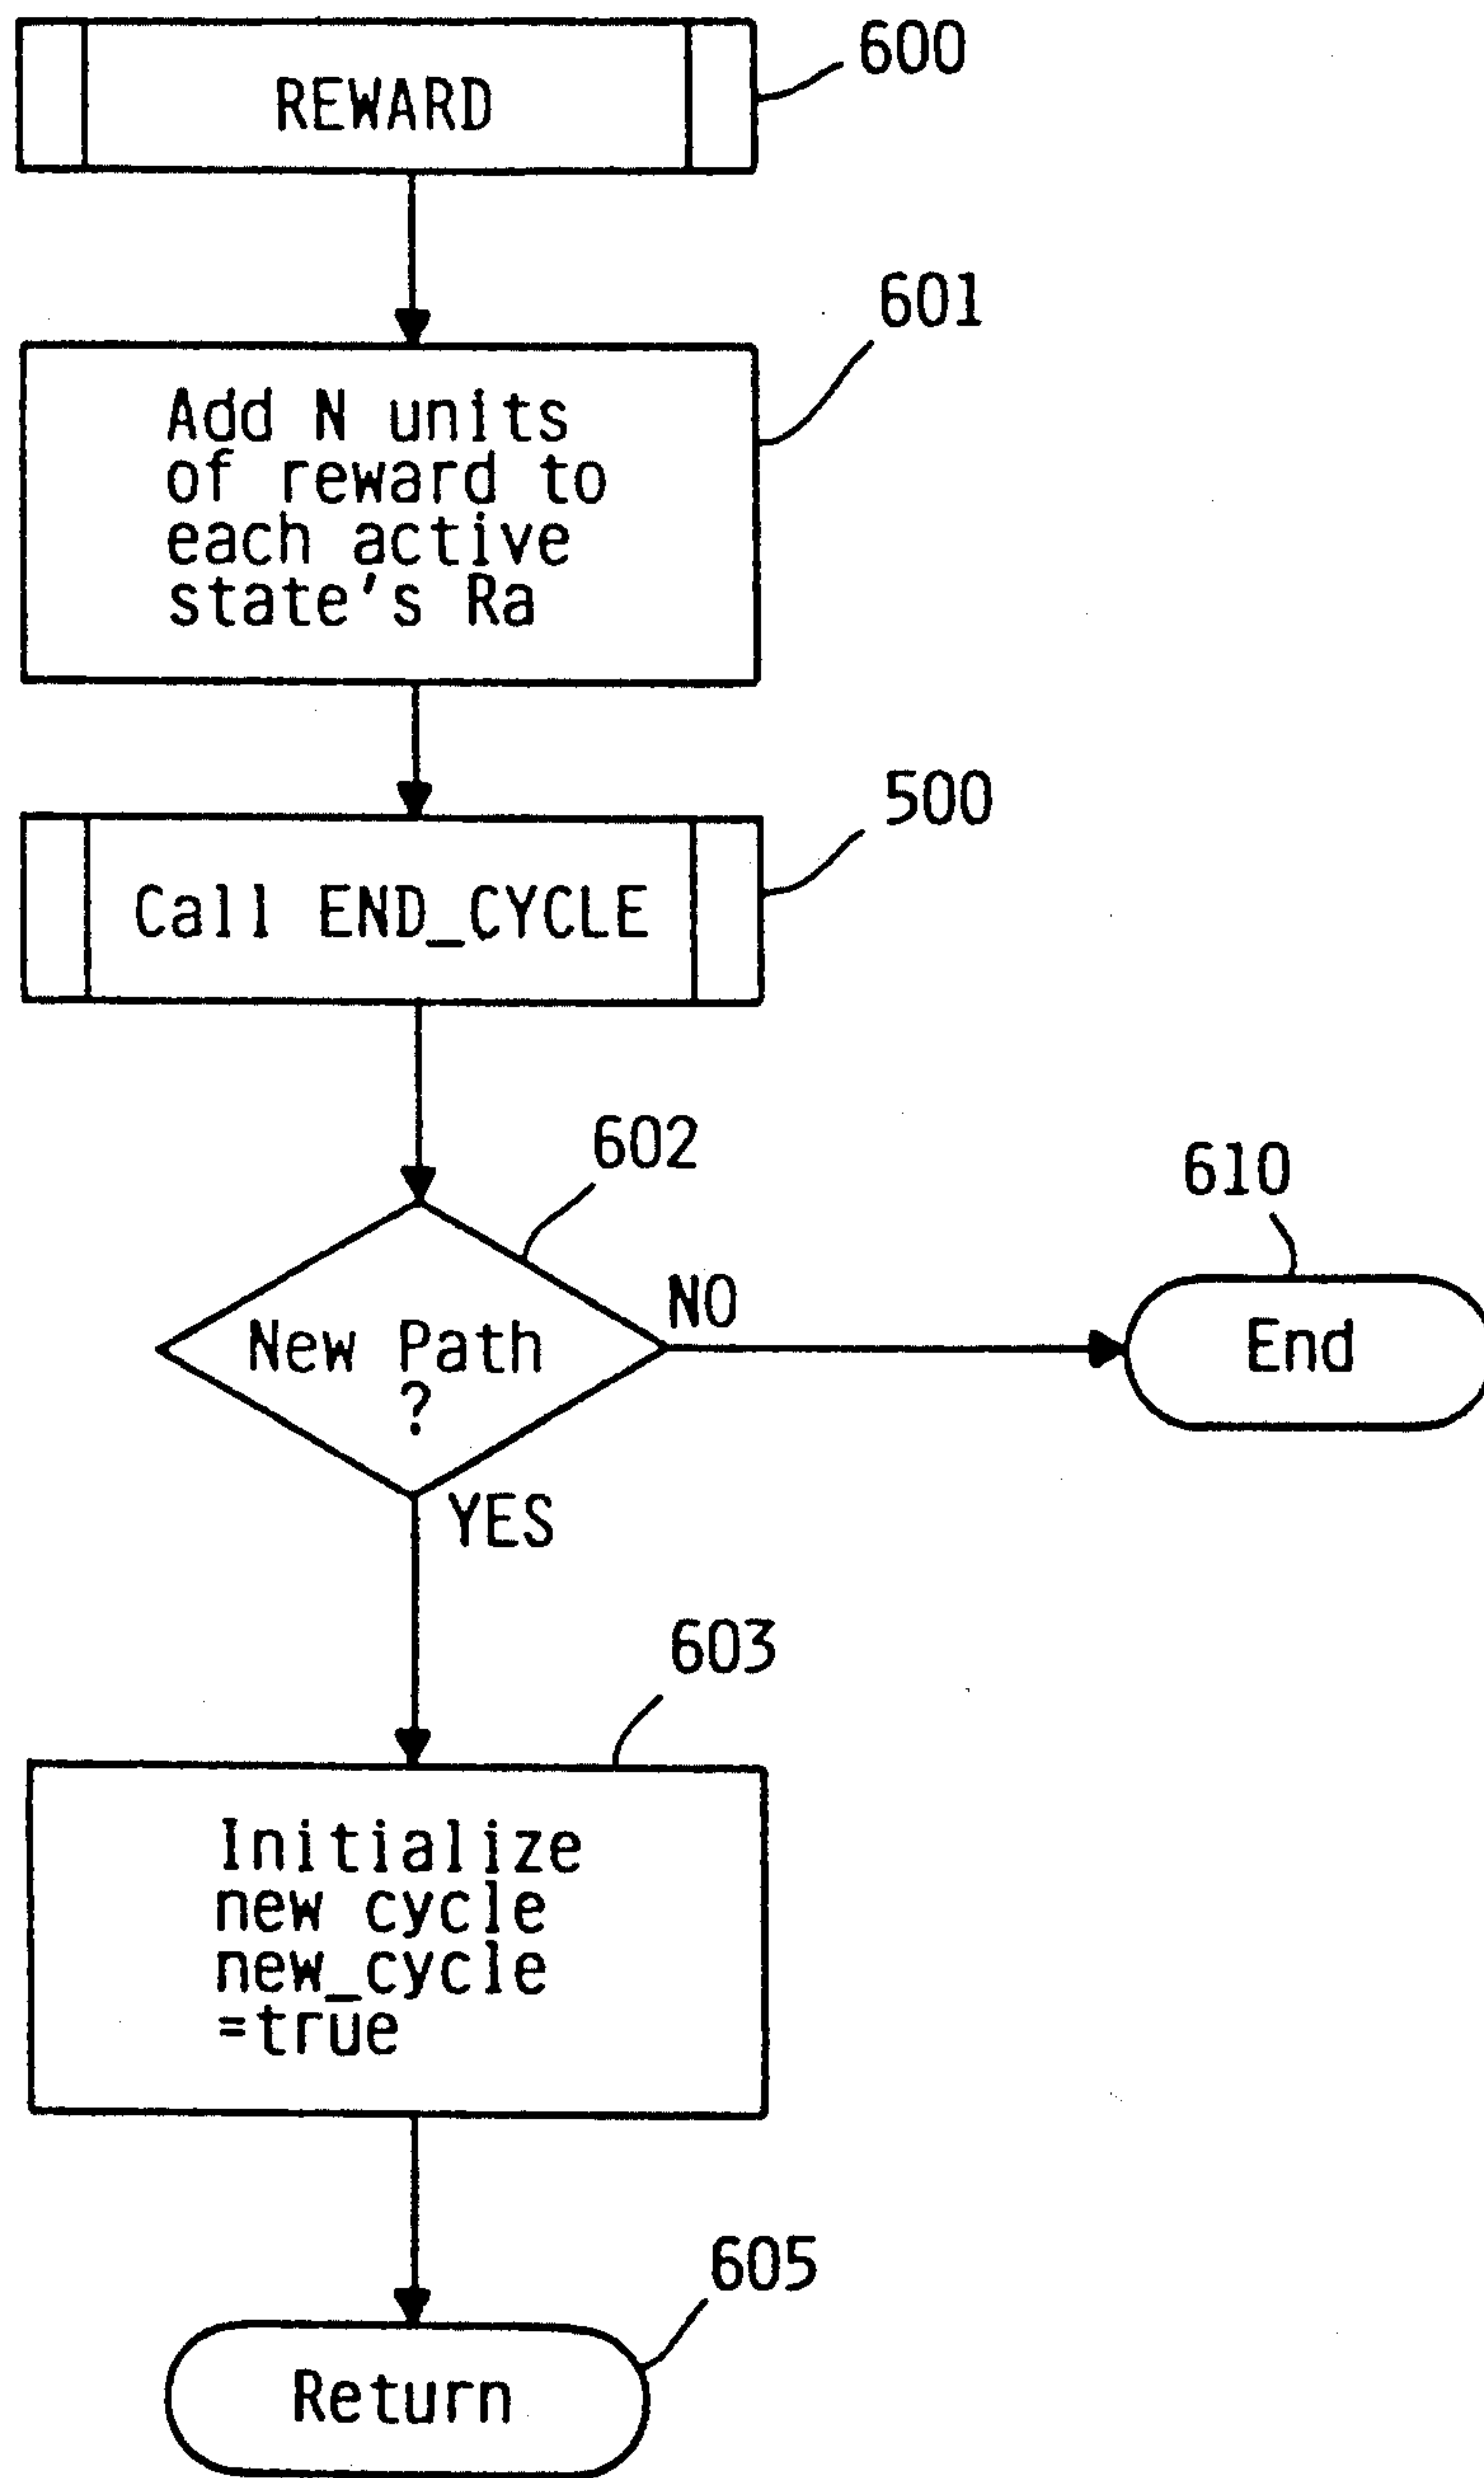 REWARD
600
601
Add N units
of reward to
each active
state's Ra
500
Call END_CYCLE
602
610
New Path
?
NO
End
YES
603
Initialize
new cycle
new_cycle
=true
605
Return